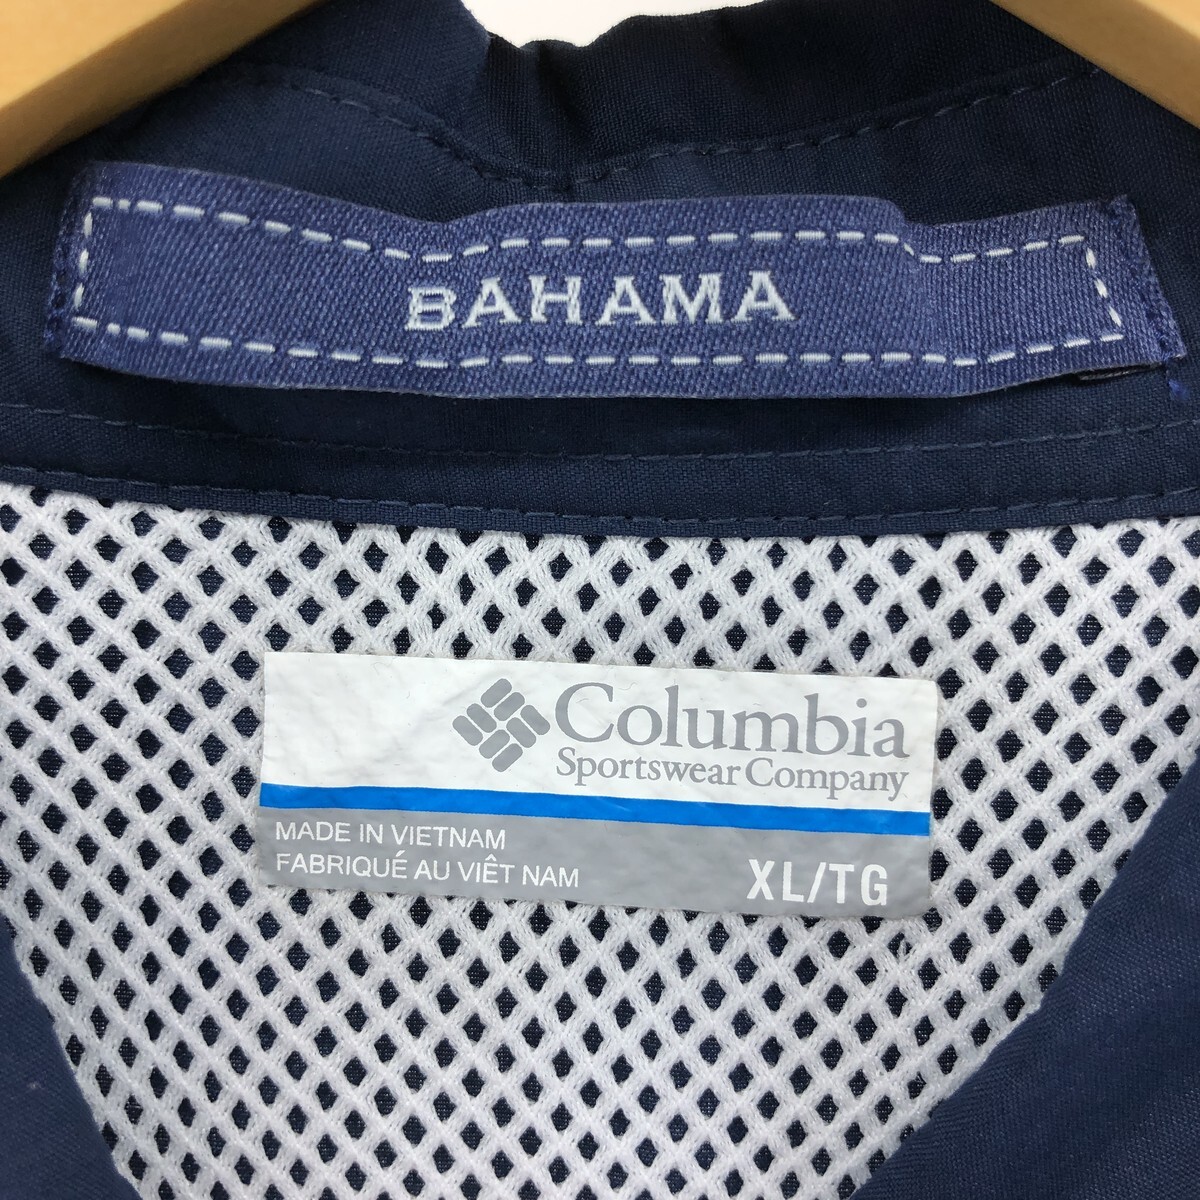 BAHAMA
Columbia
Sportswear Company
MADE IN VIETNAM
FABRIQUÉ AU VIÊT NAM
XL/TG